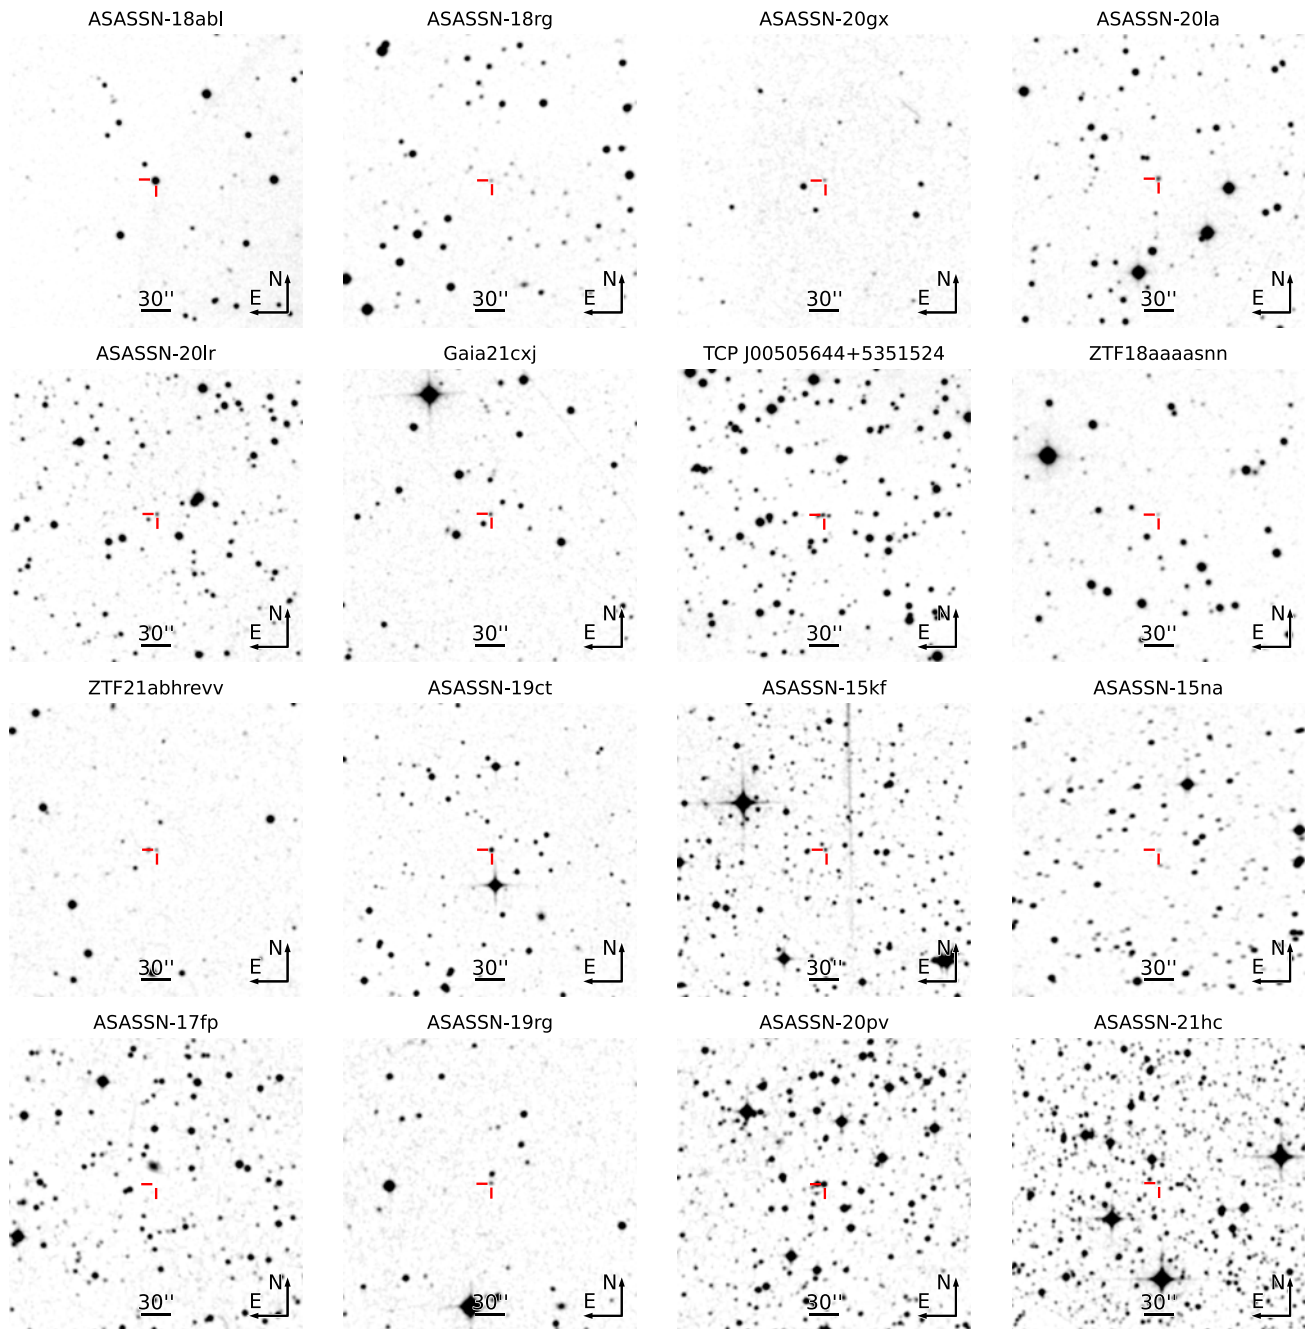 ASASSN-18abl ASASSN-18rg ASASSN-20gx ASASSN-20la
N N N N
30'' E 30'' E 30'' E 30'' E
ASASSN-20lr Gaia21cxj TCP J00505644+5351524 ZTF18aaaasnn
N N N N
30'' E 30'' E 30'' E 30'' E
ZTF21abhrevv ASASSN-19ct ASASSN-15kf ASASSN-15na
N N N N
30'' E 30'' E 30'' E 30'' E
ASASSN-17fp ASASSN-19rg ASASSN-20pv ASASSN-21hc
N N N N
30'' E 30'' E 30'' E 30'' E